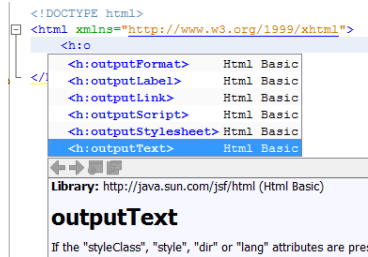 <!DOCTYPE html>
<html xmlns="http://www.w3.org/1999/xhtml">
<h:o
<h:outputFormat> Html Basic
<h:outputLabel> Html Basic
<h:outputLink> Html Basic
<h:outputScript> Html Basic
<h:outputStylesheet> Html Basic
<h:outputText> Html Basic
Library: http://java.sun.com/jsf/html (Html Basic)
outputText
If the "styleClass", "style", "dir" or "lang" attributes are